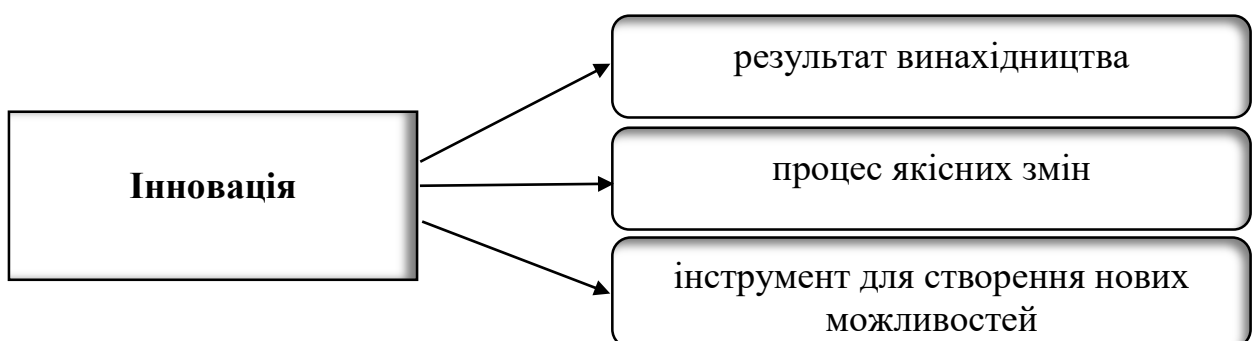 результат винахідництва
Інновація
процес якісних змін
інструмент для створення нових
можливостей